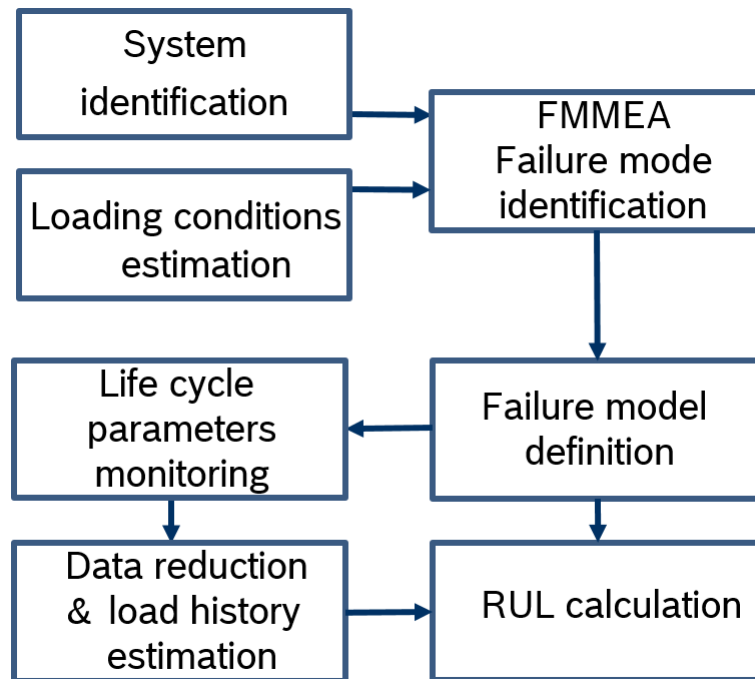 System
identification
FMMEA
Failure mode
identification
Loading conditions
estimation
Life cycle
parameters
monitoring
Failure model
definition
Data reduction
& load history
estimation
RUL calculation